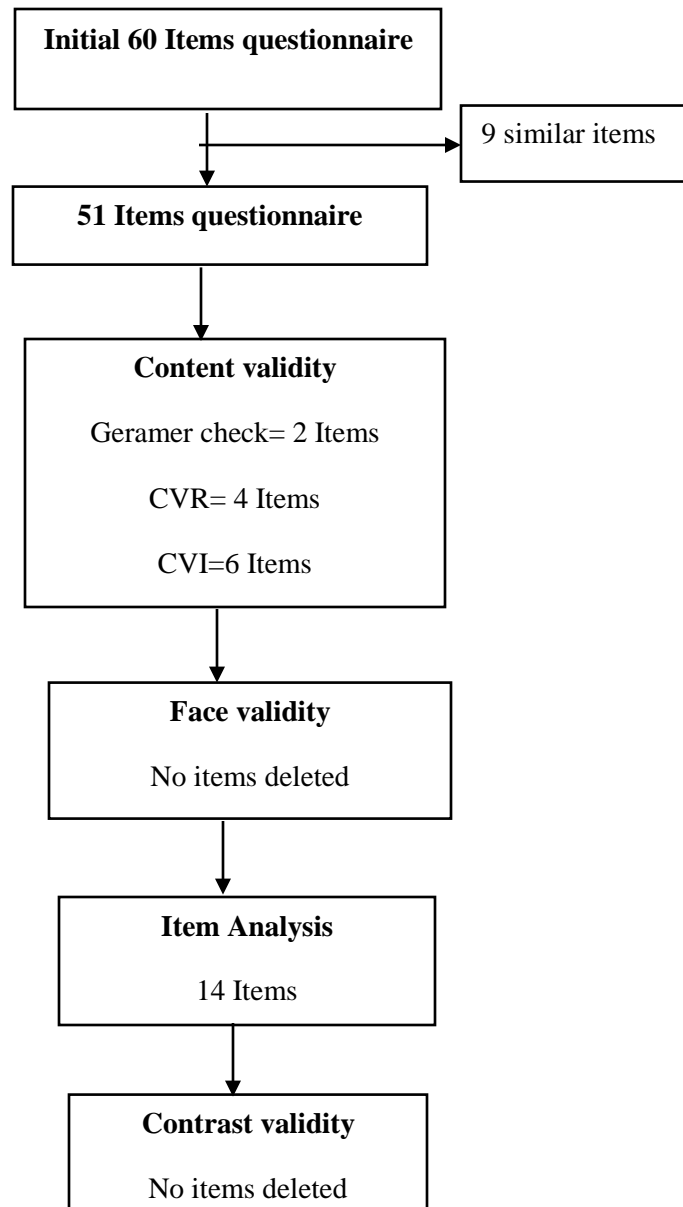 Initial 60 Items questionnaire
9 similar items
51 Items questionnaire
Content validity
Geramer check= 2 Items
CVR= 4 Items
CVI=6 Items
Face validity
No items deleted
Item Analysis
14 Items
Contrast validity
No items deleted